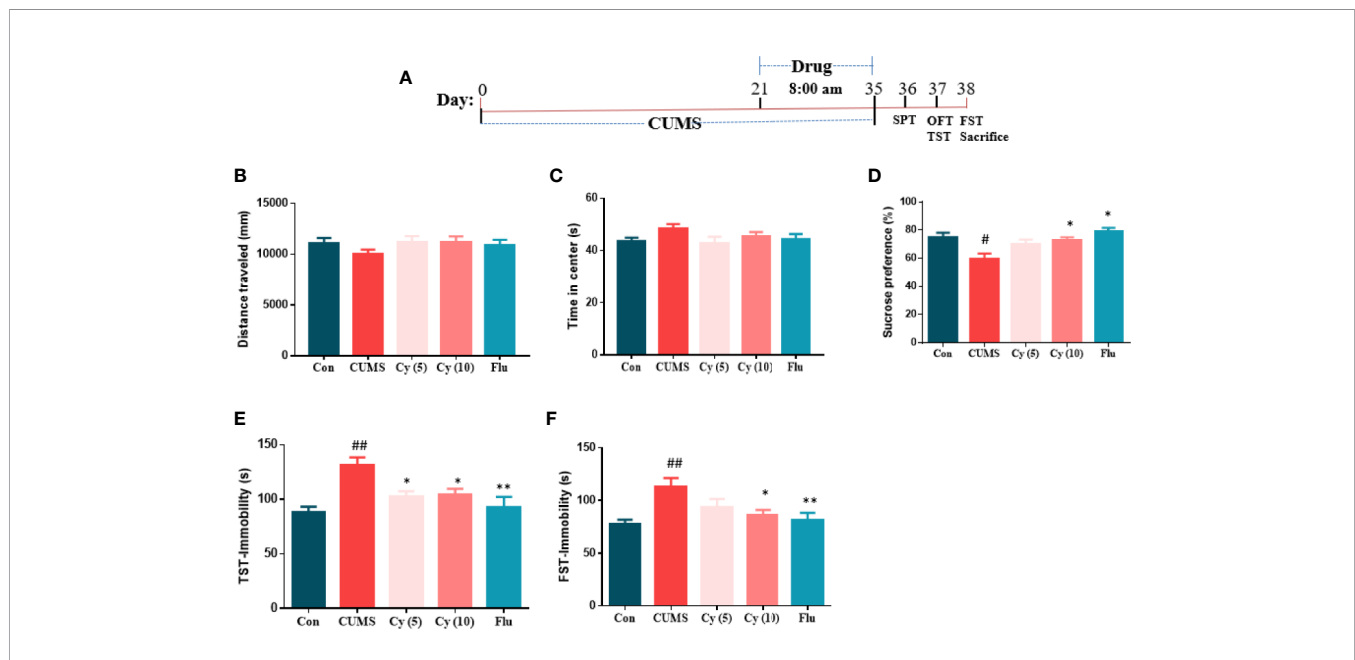 A
Drug
8:00 am
Day:
0
21
35
36
37
38
CUMS
SPT
OFT
TST
FST
Sacrifice
B
Distance traveled (mm)
15000
10000
5000
0
Con
CUMS
Cy (5)
Cy (10)
Flu
C
Time in center (s)
60
40
20
0
Con
CUMS
Cy (5)
Cy (10)
Flu
D
Sucrose preference (%)
100
80
60
40
20
0
#
*
*
Con
CUMS
Cy (5)
Cy (10)
Flu
E
TST-Immobility (s)
150
100
50
0
##
*
*
**
Con
CUMS
Cy (5)
Cy (10)
Flu
F
FST-Immobility (s)
150
100
50
0
##
*
**
Con
CUMS
Cy (5)
Cy (10)
Flu